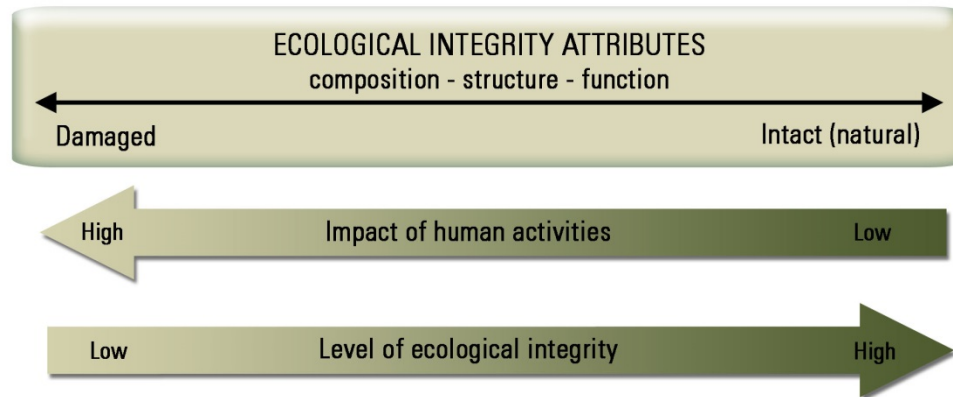 ECOLOGICAL INTEGRITY ATTRIBUTES
composition - structure - function
Damaged
Intact (natural)
High
Impact of human activities
Low
Low
Level of ecological integrity
High